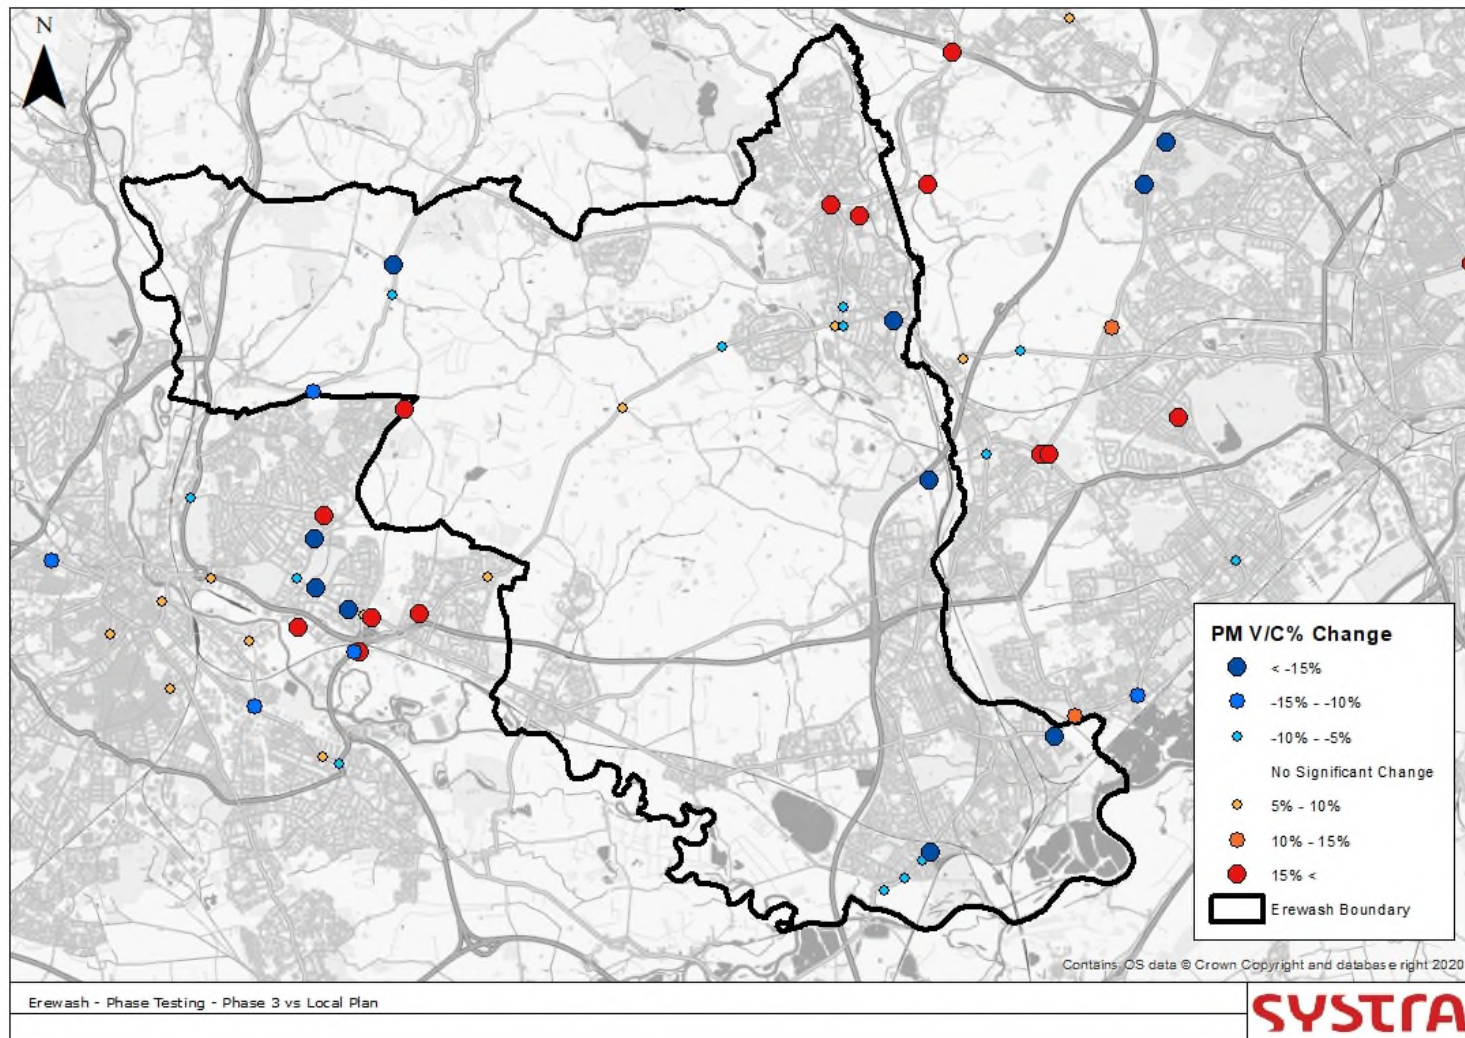 N
PM V/C% Change
< -15%
-15% - -10%
-10% - -5%
No Significant Change
5% - 10%
10% - 15%
15% <
Erewash Boundary
Contains OS data © Crown Copyright and database right 2020
Erewash - Phase Testing - Phase 3 vs Local Plan
SYSTRA